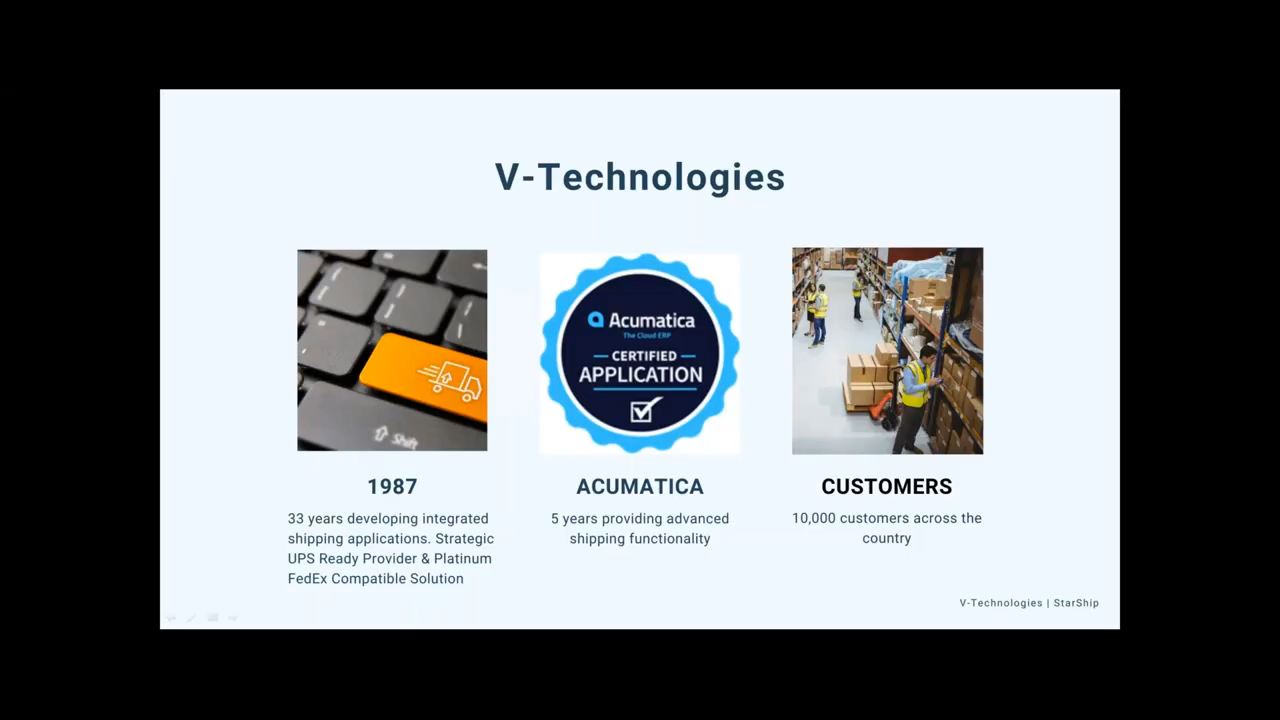 V-Technologies
Shift
Acumatica
The Cloud ERP
CERTIFIED
APPLICATION
1987
33 years developing integrated
shipping applications. Strategic
UPS Ready Provider & Platinum
FedEx Compatible Solution
ACUMATICA
5 years providing advanced
shipping functionality
CUSTOMERS
10,000 customers across the
country
V-Technologies | StarShip